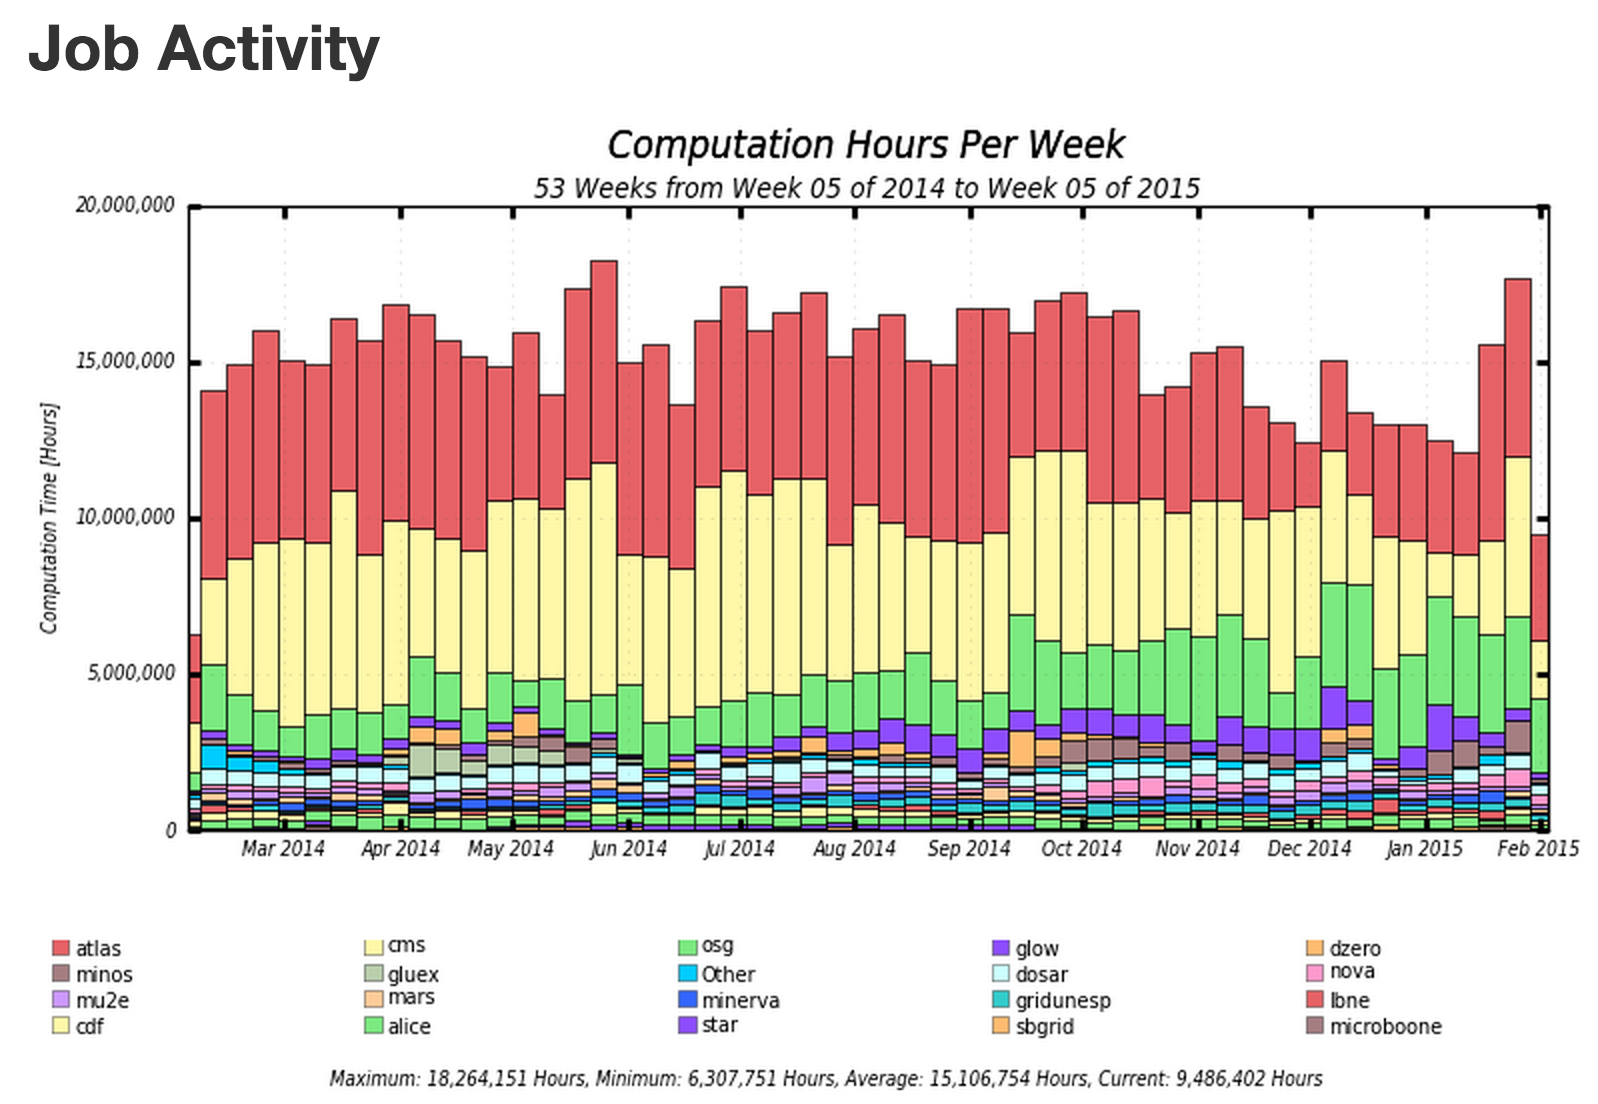 Job Activity
Computation Hours Per Week
53 Weeks from Week 05 of 2014 to Week 05 of 2015
20,000,000
15,000,000
10,000,000
5,000,000
0
Computation Time [Hours]
Mar 2014 Apr 2014 May 2014 Jun 2014 Jul 2014 Aug 2014 Sep 2014 Oct 2014 Nov 2014 Dec 2014 Jan 2015 Feb 2015
atlas cms osg glow dzero
minos gluex Other dosar nova
mu2e mars minerva gridunesp lbne
cdf alice star sbgrid microboone
Maximum: 18,264,151 Hours, Minimum: 6,307,751 Hours, Average: 15,106,754 Hours, Current: 9,486,402 Hours